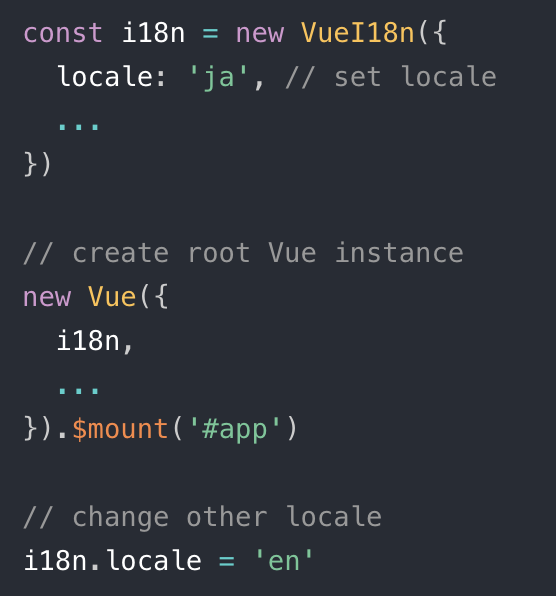 const i18n = new VueI18n({
  locale: 'ja', // set locale
  ...
})

// create root Vue instance
new Vue({
  i18n,
  ...
}).$mount('#app')

// change other locale
i18n.locale = 'en'